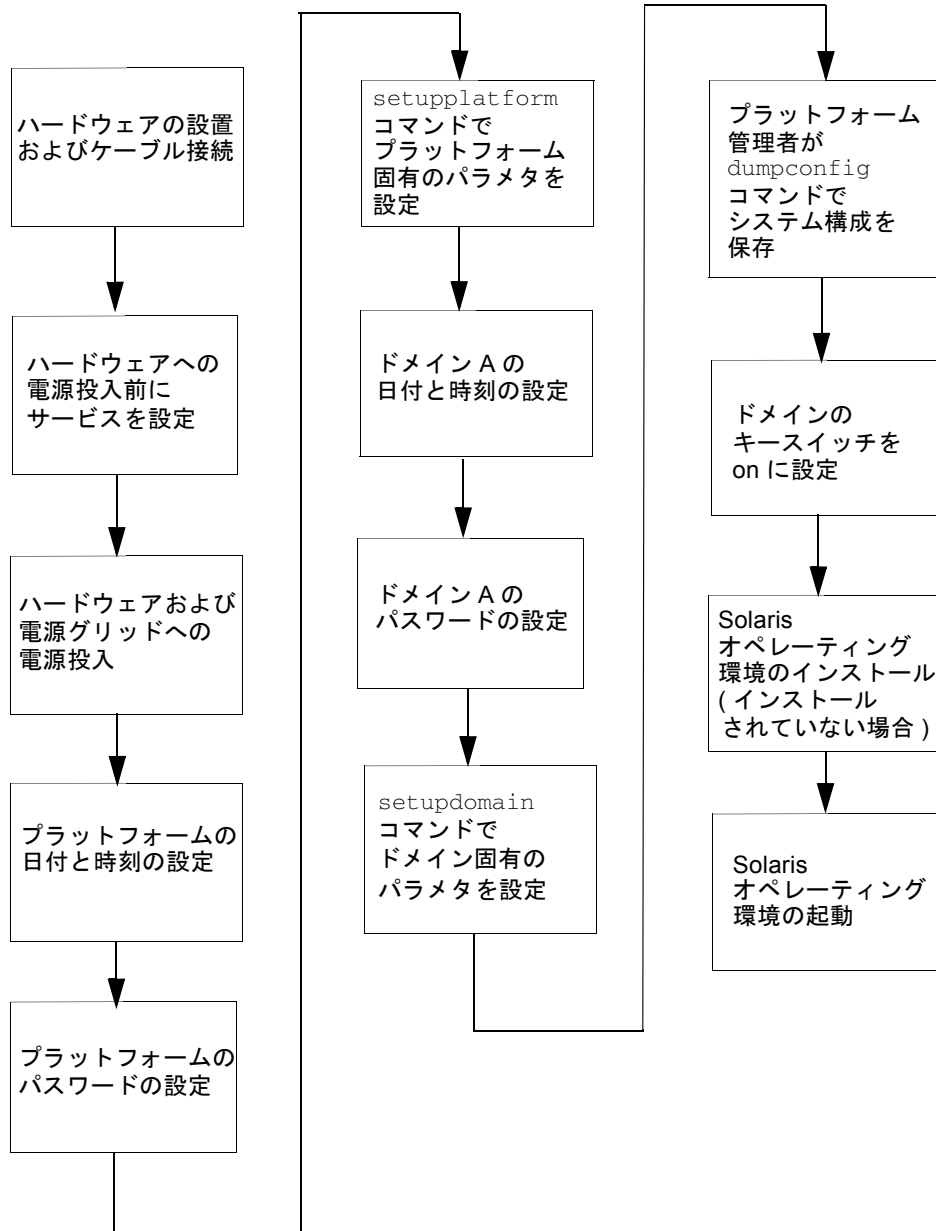 ハードウェアの設置
およびケーブル接続
ハードウェアへの
電源投入前に
サービスを設定
ハードウェアおよび
電源グリッドへの
電源投入
プラットフォームの
日付と時刻の設定
プラットフォームの
パスワードの設定
setupplatform
コマンドで
プラットフォーム
固有のパラメタを
設定
ドメイン A の
日付と時刻の設定
ドメイン A の
パスワードの設定
setupdomain
コマンドで
ドメイン固有の
パラメタを設定
プラットフォーム
管理者が
dumpconfig
コマンドで
システム構成を
保存
ドメインの
キースイッチを
on に設定
Solaris
オペレーティング
環境のインストール
( インストール
されていない場合 )
Solaris
オペレーティング
環境の起動